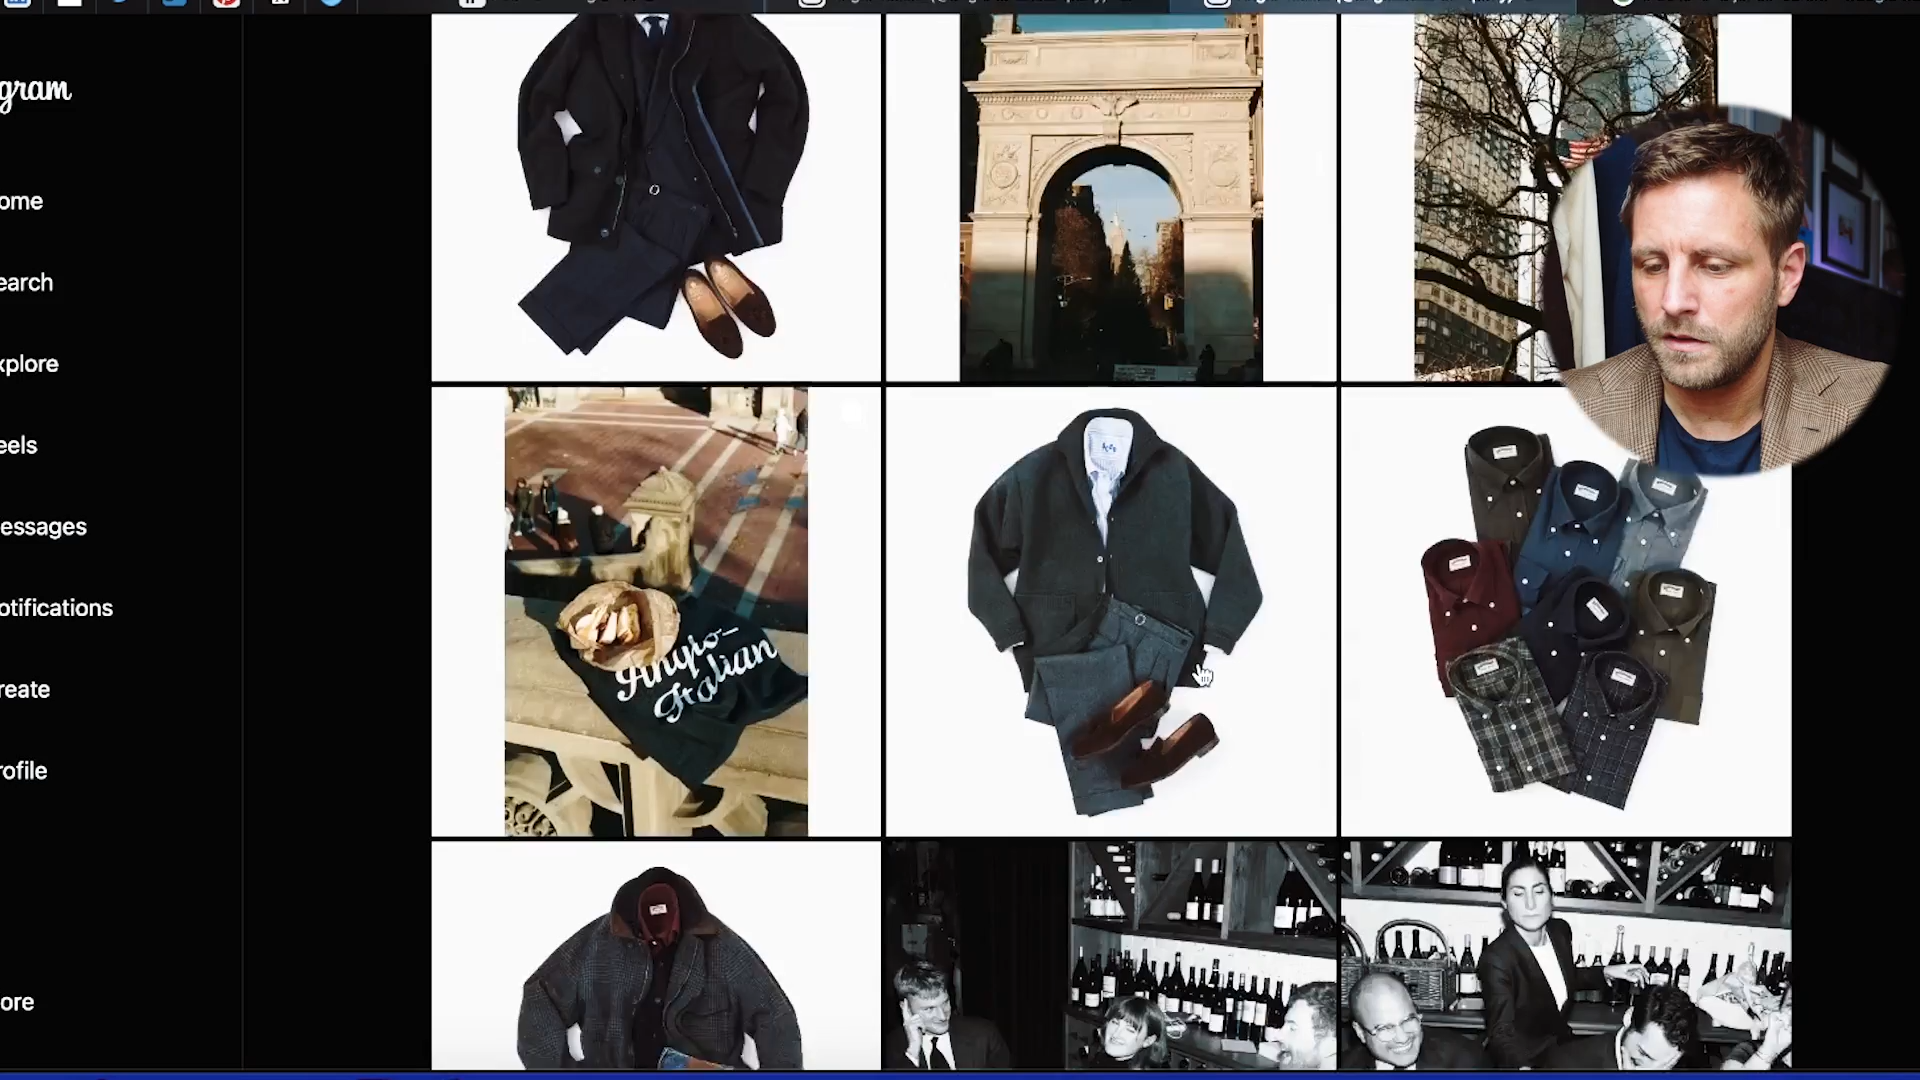 gram
ome
earch
xplore
eels
essages
otifications
reate
rofile
ore
Anglo-
Italian